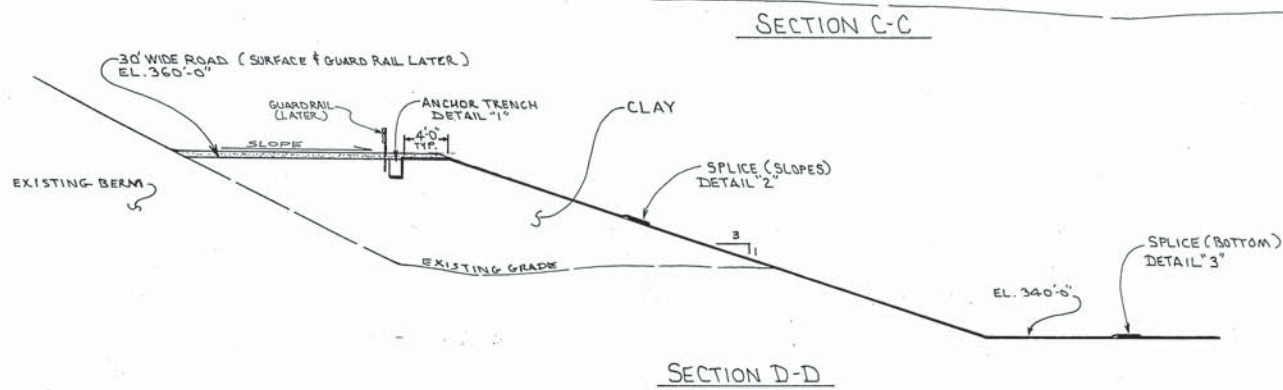 SECTION C-C
30' WIDE ROAD (SURFACE & GUARD RAIL LATER)
EL. 360'-0"
GUARDRAIL
(LATER)
ANCHOR TRENCH
DETAIL "1"
CLAY
4'-0"
TYP.
SLOPE
SPLICE (SLOPES)
DETAIL "2"
EXISTING BERM
3
1
SPLICE (BOTTOM)
DETAIL "3"
EXISTING GRADE
EL. 340'-0"
SECTION D-D